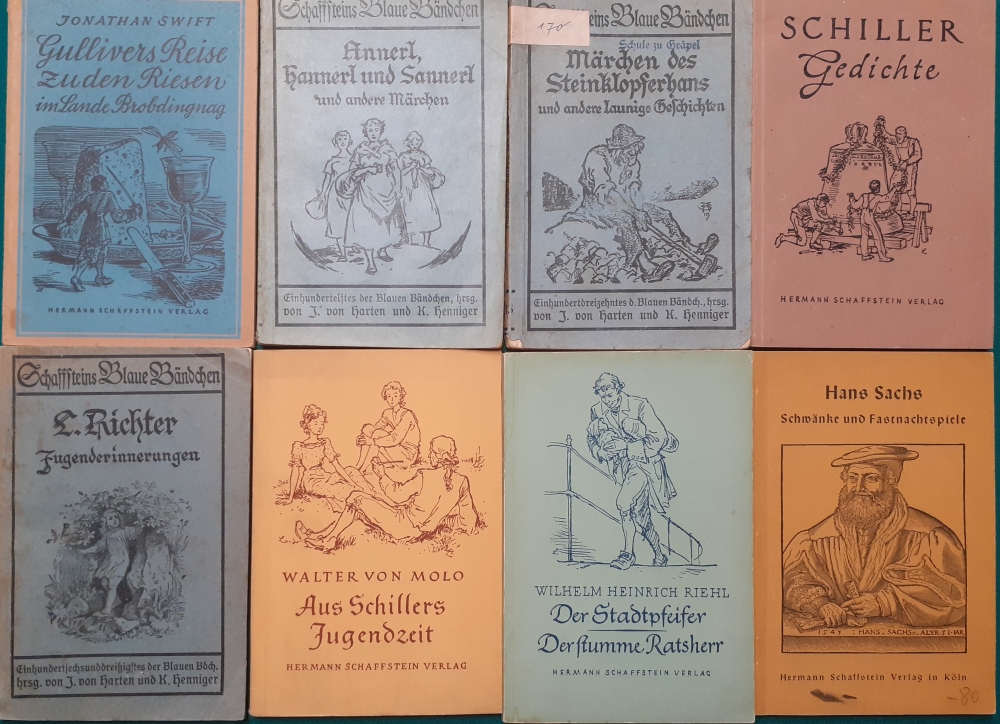 JONATHAN SWIFT
Gullivers Reise
zu den Riesen
im Lande Brobdingnag
HERMANN SCHAFFSTEIN VERLAG
Schaffsteins Blaue Bändchen
Annerl,
Hannerl und Sannerl
und andere Märchen
Einhundertelftes der Blauen Bändchen, hrsg.
von J. von Harten und K. Henniger
170
eins Blaue Bändchen
Schule zu Gräpel
Märchen des
Steinklopferhans
und andere launige Geschichten
Einhundertdreizehntes d. Blauen Bändch., hrsg.
von J. von Harten und K. Henniger
SCHILLER
Gedichte
HERMANN SCHAFFSTEIN VERLAG
Schaffsteins Blaue Bändchen
L. Richter
Jugenderinnerungen
Einhundertsechsunddreißigstes der Blauen Bdch.
hrsg. von J. von Harten und K. Henniger
WALTER VON MOLO
Aus Schillers
Jugendzeit
HERMANN SCHAFFSTEIN VERLAG
WILHELM HEINRICH RIEHL
Der Stadtpfeifer
Der stumme Ratsherr
HERMANN SCHAFFSTEIN VERLAG
Hans Sachs
Schwänke und Fastnachtspiele
1545 HANS SACHS ALTER 51 IAR
Hermann Schaffstein Verlag in Köln
-80